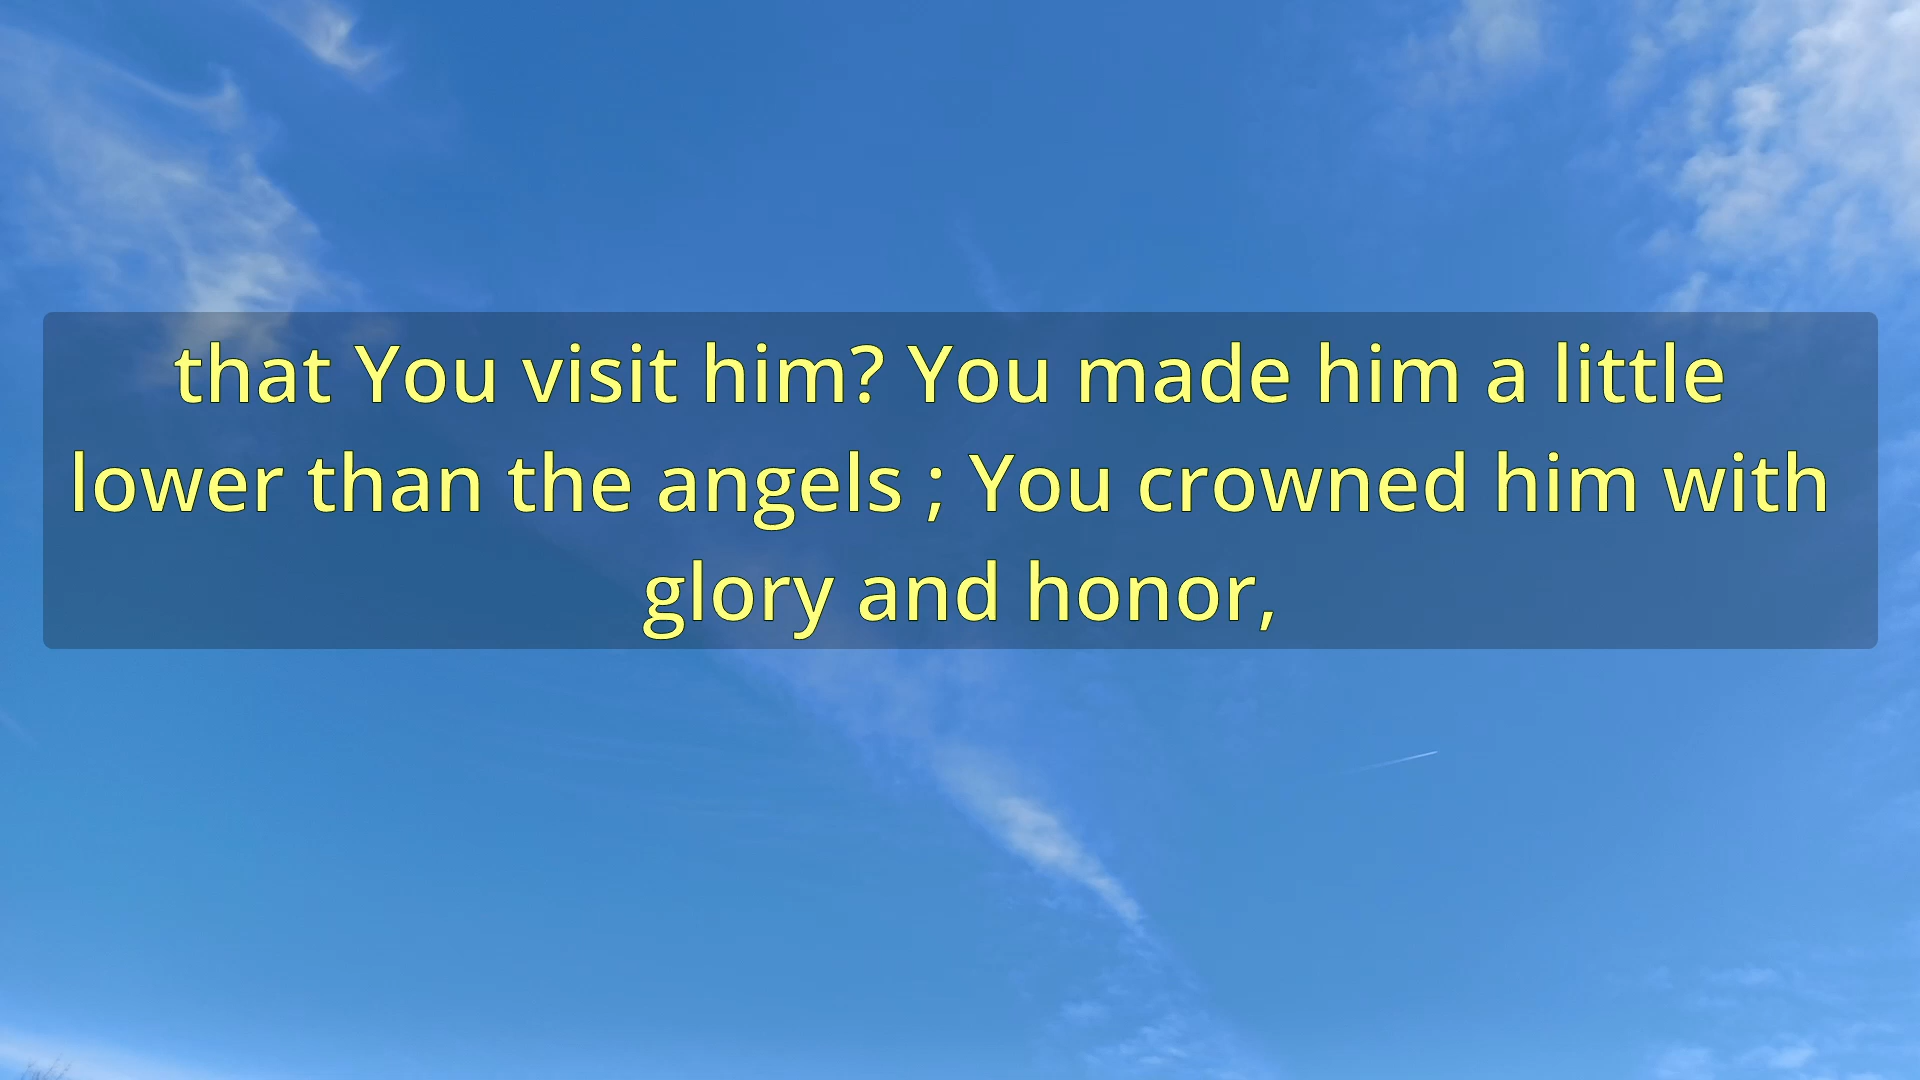 that You visit him? You made him a little
lower than the angels ; You crowned him with
glory and honor,